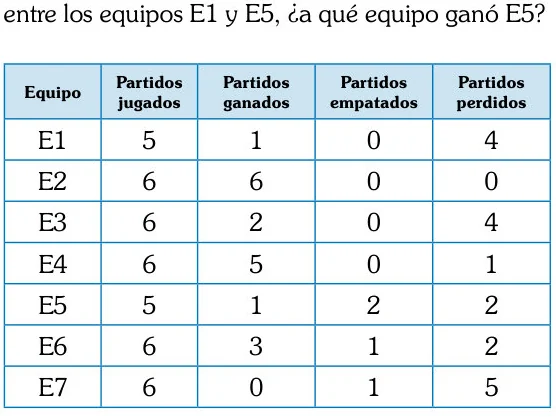 entre los equipos E1 y E5, ¿a qué equipo ganó E5?
Equipo Partidos jugados Partidos ganados Partidos empatados Partidos perdidos
E1 5 1 0 4
E2 6 6 0 0
E3 6 2 0 4
E4 6 5 0 1
E5 5 1 2 2
E6 6 3 1 2
E7 6 0 1 5